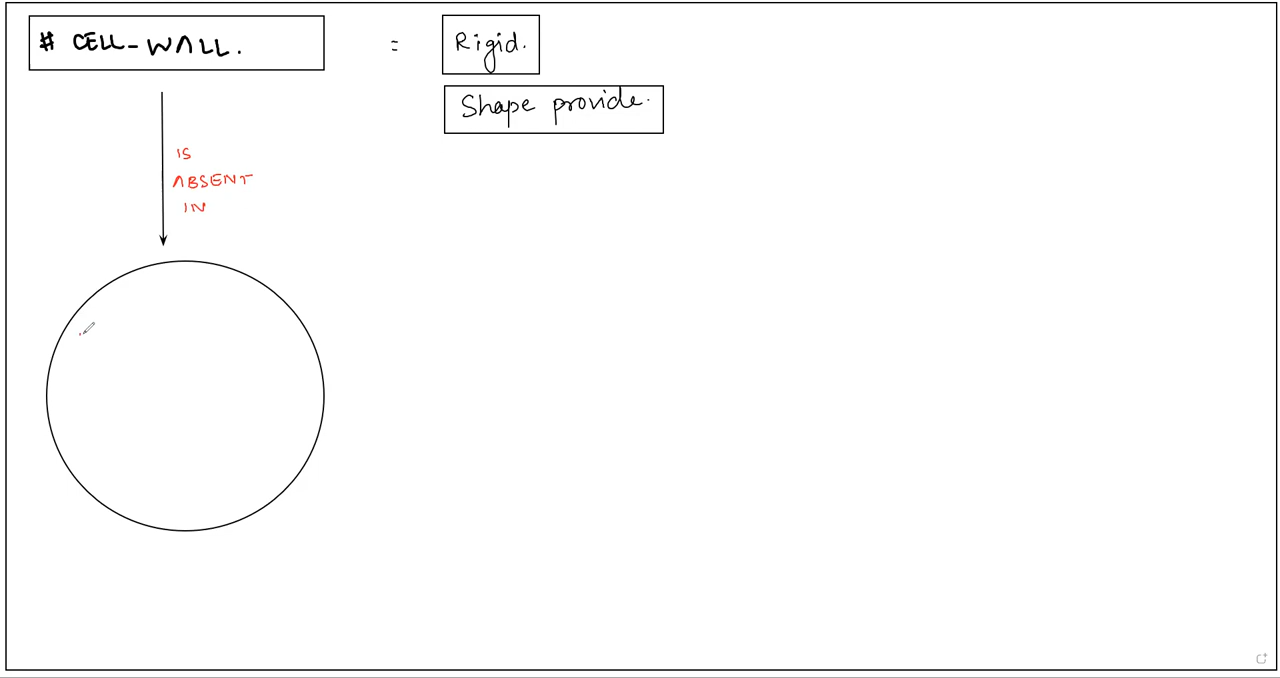 # CELL-WALL.
= Rigid.
Shape provide.
IS
ABSENT
IN